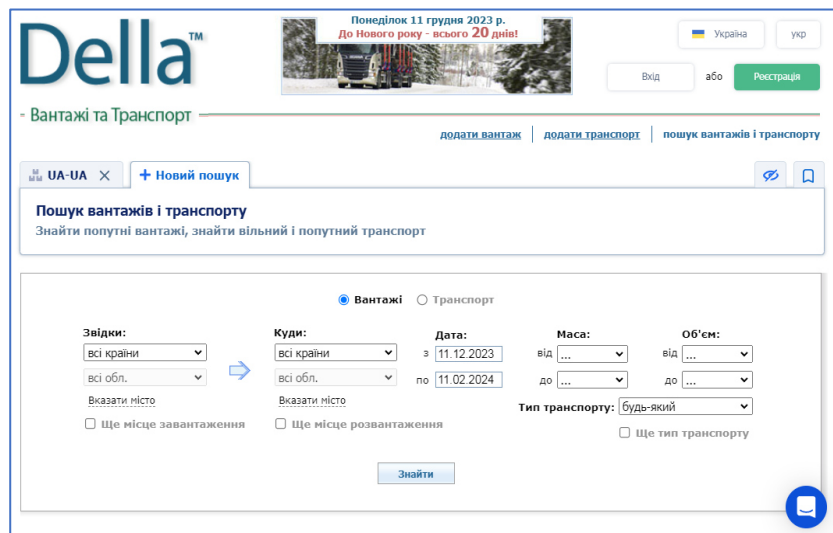 Della™
Понеділок 11 грудня 2023 р.
До Нового року - всього 20 днів!
Україна
укр
Вхід
або
Реєстрація
Вантажі та Транспорт
додати вантаж
додати транспорт
пошук вантажів і транспорту
UA-UA
+ Новий пошук
Пошук вантажів і транспорту
Знайти попутні вантажі, знайти вільний і попутний транспорт
Вантажі
Транспорт
Звідки:
Куди:
Дата:
Маса:
Об'єм:
всі країни
всі країни
з 11.12.2023
від ...
від ...
всі обл.
всі обл.
по 11.02.2024
до ...
до ...
Вказати місто
Вказати місто
Тип транспорту: будь-який
Ще місце завантаження
Ще місце розвантаження
Ще тип транспорту
Знайти